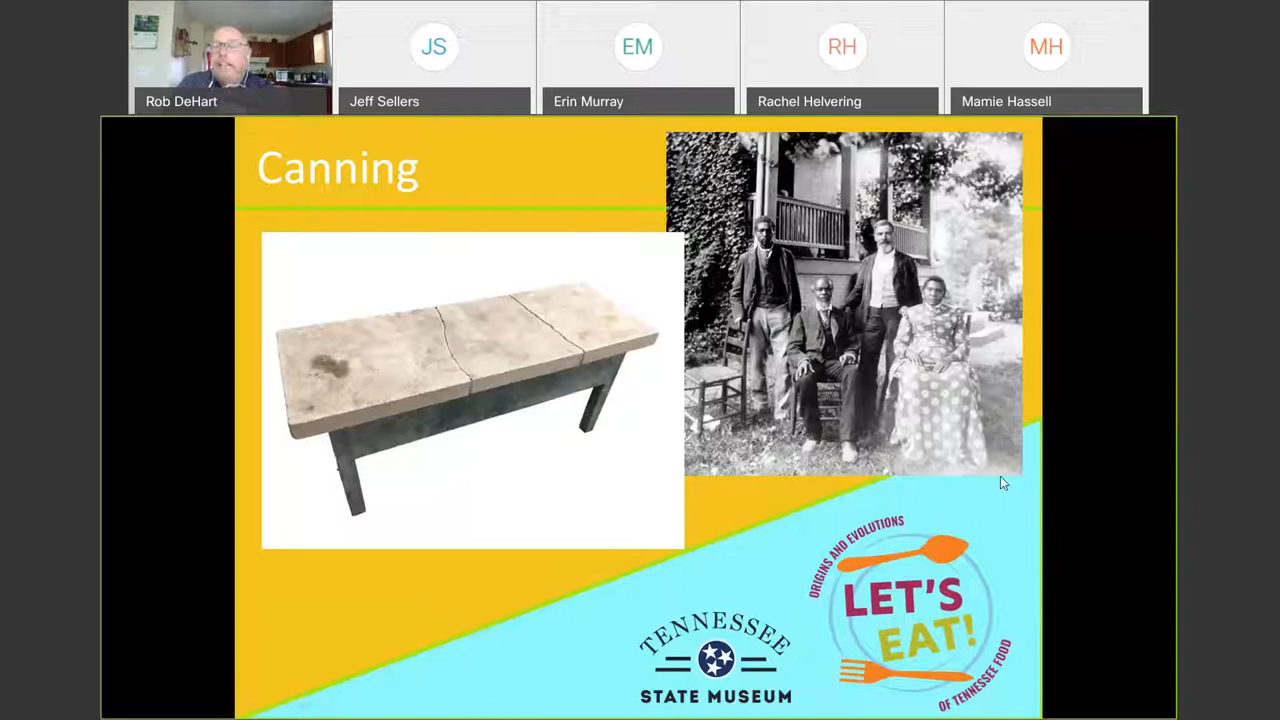 JS
EM
RH
MH
Rob DeHart
Jeff Sellers
Erin Murray
Rachel Helvering
Mamie Hassell
Canning
ORIGINS AND EVOLUTIONS
LET'S
EAT!
OF TENNESSEE FOOD
TENNESSEE
STATE MUSEUM